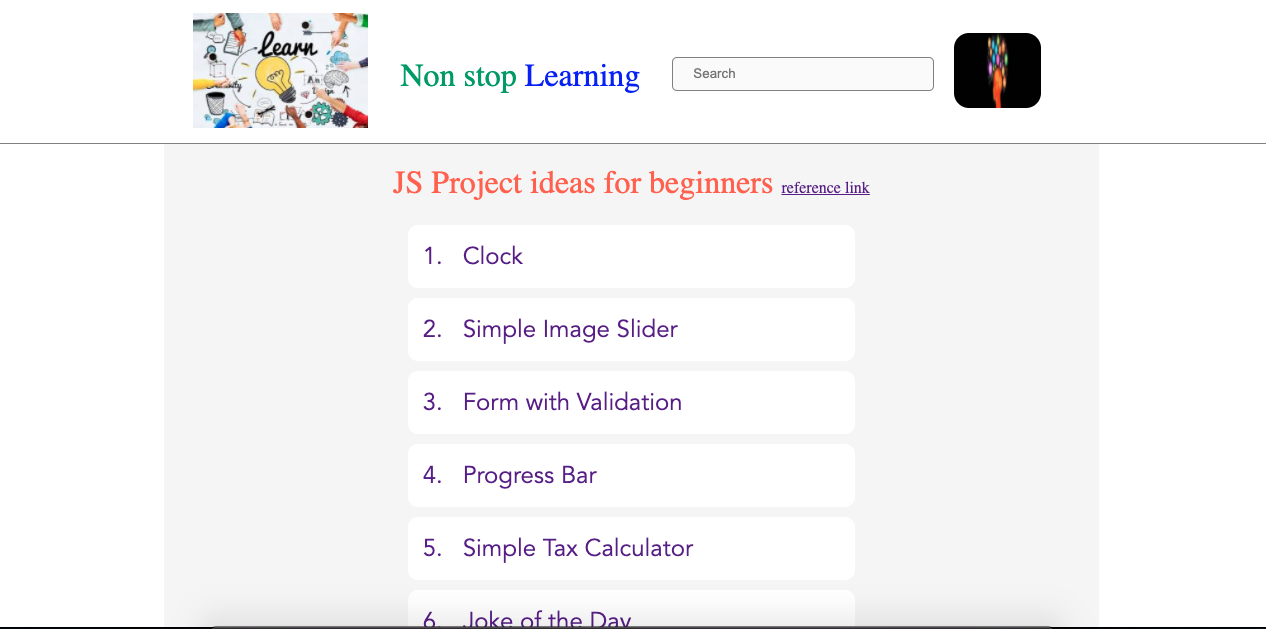 Learn
Non stop Learning
Search
JS Project ideas for beginners reference link
1. Clock
2. Simple Image Slider
3. Form with Validation
4. Progress Bar
5. Simple Tax Calculator
6. Joke of the Day